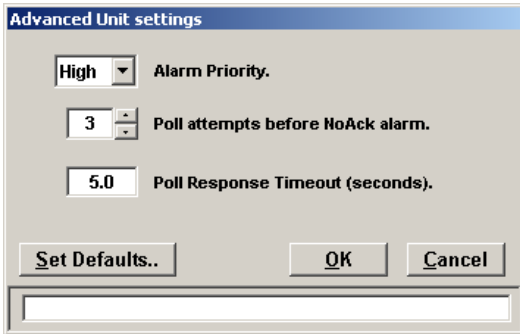 Advanced Unit settings
High Alarm Priority.
3 Poll attempts before NoAck alarm.
5.0 Poll Response Timeout (seconds).
Set Defaults.. OK Cancel